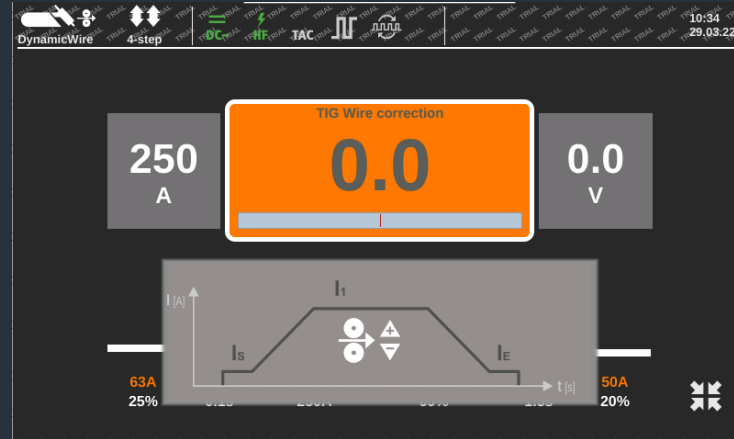 DynamicWire 4-step DC- HF TAC 10:34
29.03.22
TIG Wire correction
250
A
0.0
0.0
V
I [A]
I1
IS
IE
t [s]
63A
25%
50A
20%